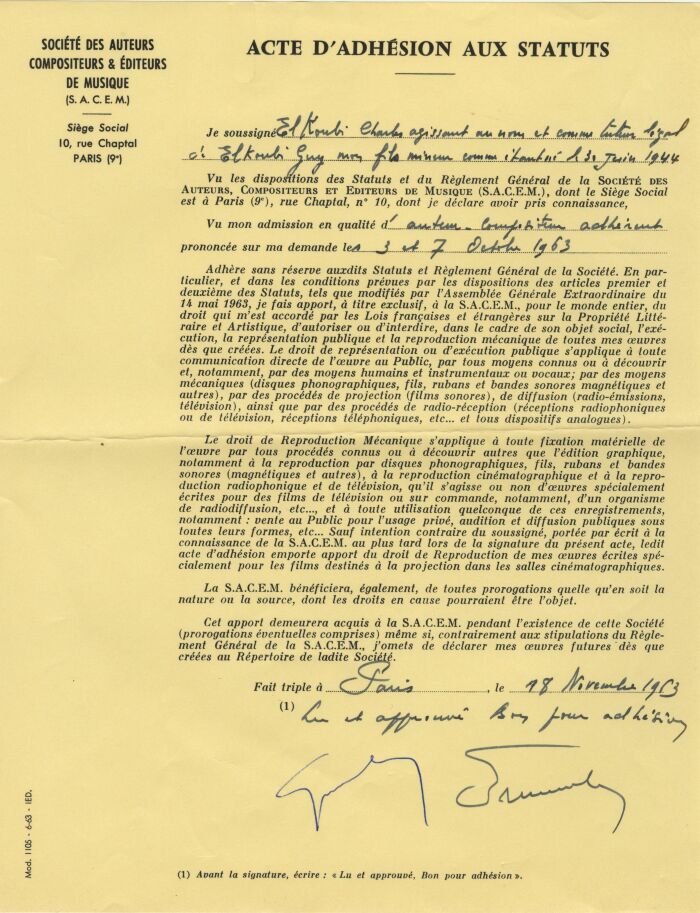 SOCIÉTÉ DES AUTEURS
COMPOSITEURS & ÉDITEURS
DE MUSIQUE
(S. A. C. E. M.)
Siège Social
10, rue Chaptal
PARIS (9e)
ACTE D'ADHÉSION AUX STATUTS
Je soussigné El Koubi Charles agissant au nom et comme tuteur légal
d' El Koubi Guy mon fils mineur comme étant né le 30 Juin 1944
Vu les dispositions des Statuts et du Règlement Général de la SOCIÉTÉ DES
AUTEURS, COMPOSITEURS ET EDITEURS DE MUSIQUE (S.A.C.E.M.), dont le Siège Social
est à Paris (9e), rue Chaptal, n° 10, dont je déclare avoir pris connaissance,
Vu mon admission en qualité d' auteur-compositeur adhérent
prononcée sur ma demande les 3 et 7 Octobre 1963
Adhère sans réserve auxdits Statuts et Règlement Général de la Société. En par-
ticulier, et dans les conditions prévues par les dispositions des articles premier et
deuxième des Statuts, tels que modifiés par l'Assemblée Générale Extraordinaire du
14 mai 1963, je fais apport, à titre exclusif, à la S.A.C.E.M., pour le monde entier, du
droit qui m'est accordé par les Lois françaises et étrangères sur la Propriété Litté-
raire et Artistique, d'autoriser ou d'interdire, dans le cadre de son objet social, l'exé-
cution, la représentation publique et la reproduction mécanique de toutes mes œuvres
dès que créées. Le droit de représentation ou d'exécution publique s'applique à toute
communication directe de l'œuvre au Public, par tous moyens connus ou à découvrir
et, notamment, par des moyens humains et instrumentaux ou vocaux; par des moyens
mécaniques (disques phonographiques, fils, rubans et bandes sonores magnétiques et
autres), par des procédés de projection (films sonores), de diffusion (radio-émissions,
télévision), ainsi que par des procédés de radio-réception (réceptions radiophoniques
ou de télévision, réceptions téléphoniques, etc... et tous dispositifs analogues).
Le droit de Reproduction Mécanique s'applique à toute fixation matérielle de
l'œuvre par tous procédés connus ou à découvrir autres que l'édition graphique,
notamment à la reproduction par disques phonographiques, fils, rubans et bandes
sonores (magnétiques et autres), à la reproduction cinématographique et à la repro-
duction radiophonique et de télévision, qu'il s'agisse ou non d'œuvres spécialement
écrites pour des films de télévision ou sur commande, notamment, d'un organisme
de radiodiffusion, etc..., et à toute utilisation quelconque de ces enregistrements,
notamment : vente au Public pour l'usage privé, audition et diffusion publiques sous
toutes leurs formes, etc... Sauf intention contraire du soussigné, portée par écrit à la
connaissance de la S.A.C.E.M. au plus tard lors de la signature du présent acte, ledit
acte d'adhésion emporte apport du droit de Reproduction de mes œuvres écrites spé-
cialement pour les films destinés à la projection dans les salles cinématographiques.
La S.A.C.E.M. bénéficiera, également, de toutes prorogations quelle qu'en soit la
nature ou la source, dont les droits en cause pourraient être l'objet.
Cet apport demeurera acquis à la S.A.C.E.M. pendant l'existence de cette Société
(prorogations éventuelles comprises) même si, contrairement aux stipulations du Règle-
ment Général de la S.A.C.E.M., j'omets de déclarer mes œuvres futures dès que
créées au Répertoire de ladite Société.
Fait triple à Paris, le 18 Novembre 1963
(1) Lu et approuvé Bon pour adhésion
Mod. 1105 - 6-63 - IED.
(1) Avant la signature, écrire : « Lu et approuvé, Bon pour adhésion ».